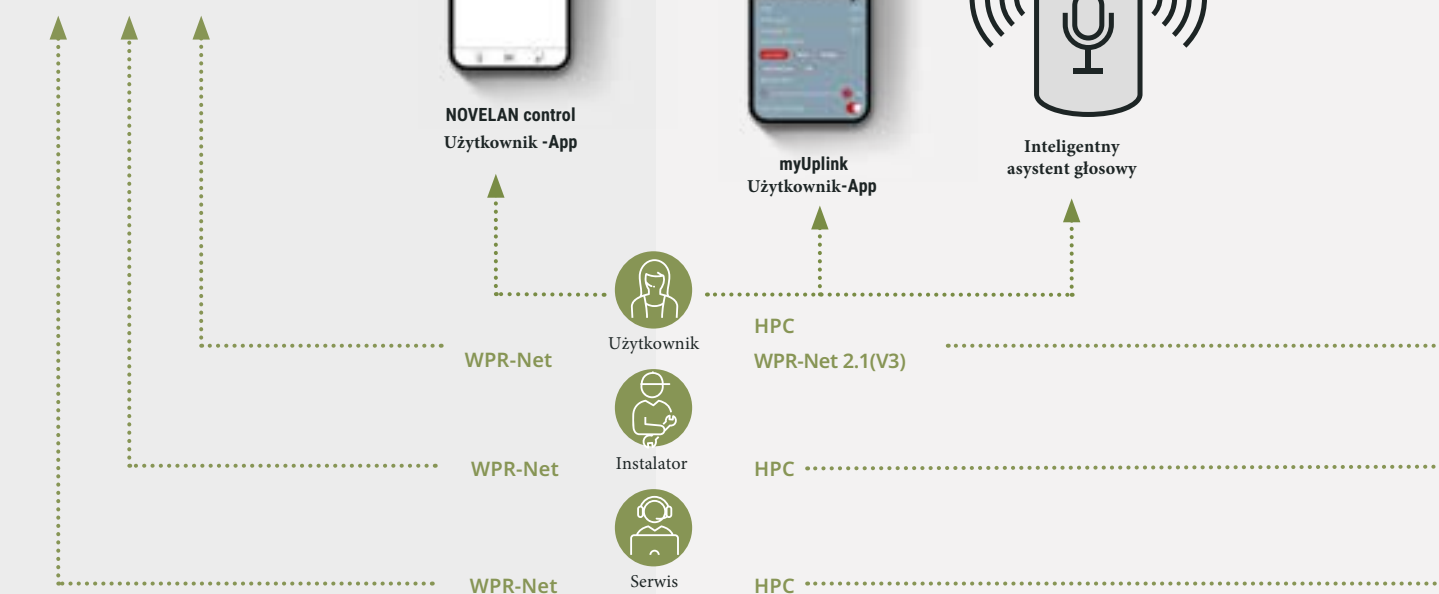 NOVELAN control
Użytkownik -App
myUplink
Użytkownik-App
Inteligentny
asystent głosowy
Użytkownik
WPR-Net
HPC
WPR-Net 2.1(V3)
Instalator
WPR-Net
HPC
Serwis
WPR-Net
HPC